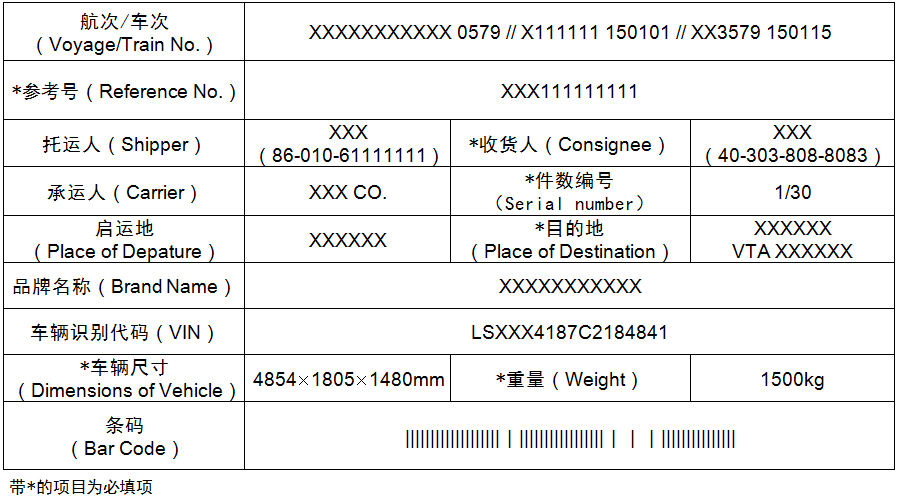 航次/车次
（Voyage/Train No.）
XXXXXXXXXXX 0579 // X111111 150101 // XX3579 150115
*参考号（Reference No.）
XXX111111111
托运人（Shipper）
XXX
（86-010-61111111）
*收货人（Consignee）
XXX
（40-303-808-8083）
承运人（Carrier）
XXX CO.
*件数编号
（Serial number）
1/30
启运地
（Place of Depature）
XXXXXX
*目的地
（Place of Destination）
XXXXXX
VTA XXXXXX
品牌名称（Brand Name）
XXXXXXXXXXX
车辆识别代码（VIN）
LSXXX4187C2184841
*车辆尺寸
（Dimensions of Vehicle）
4854×1805×1480mm
*重量（Weight）
1500kg
条码
（Bar Code）
带*的项目为必填项